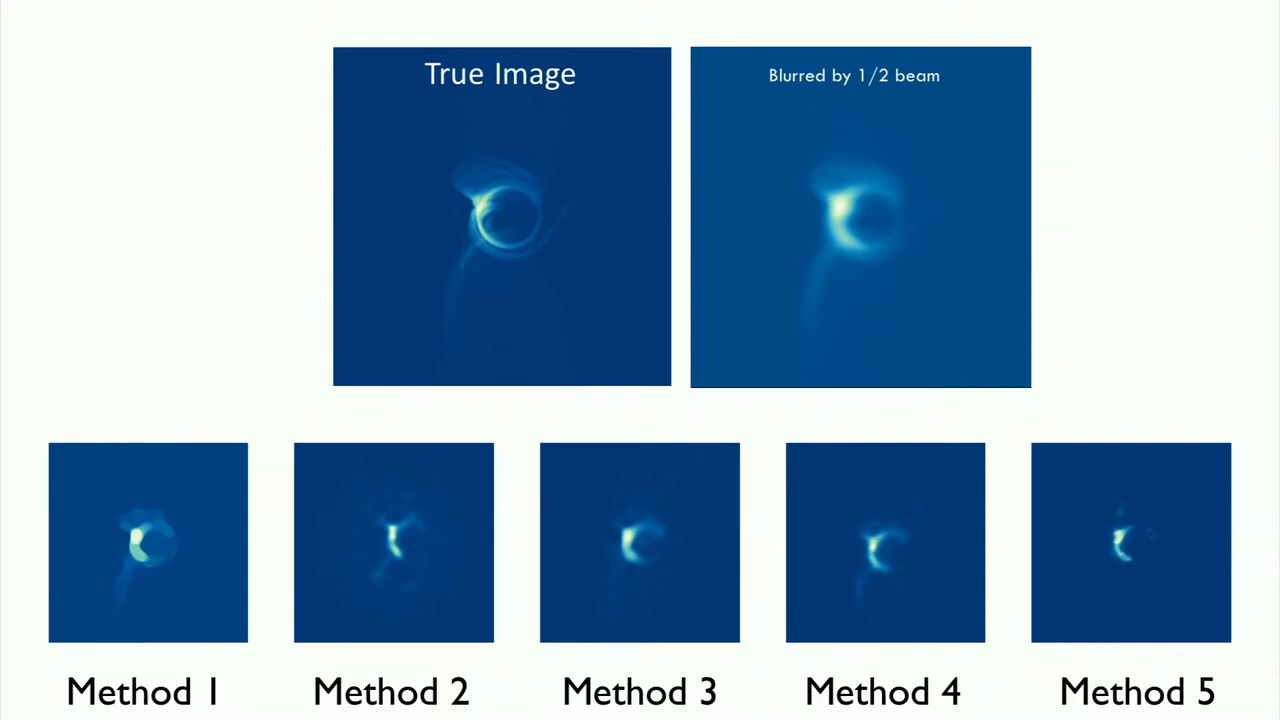 True Image
Blurred by 1/2 beam
Method 1
Method 2
Method 3
Method 4
Method 5